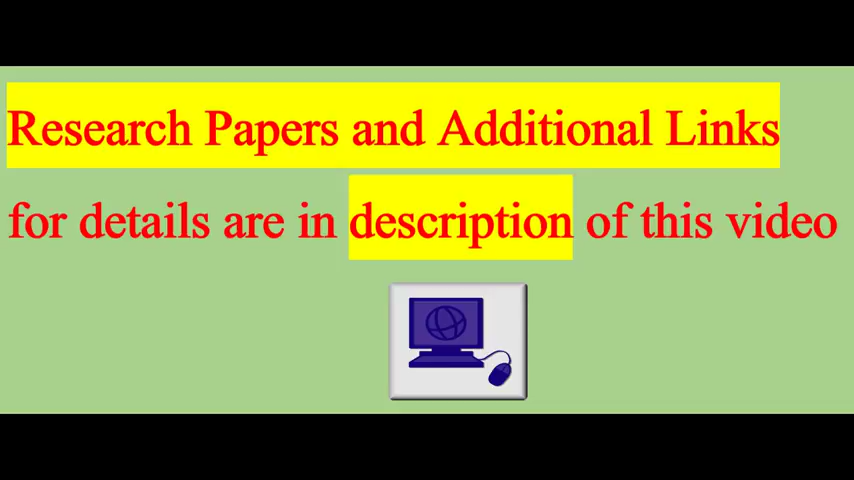 Research Papers and Additional Links
for details are in description of this video